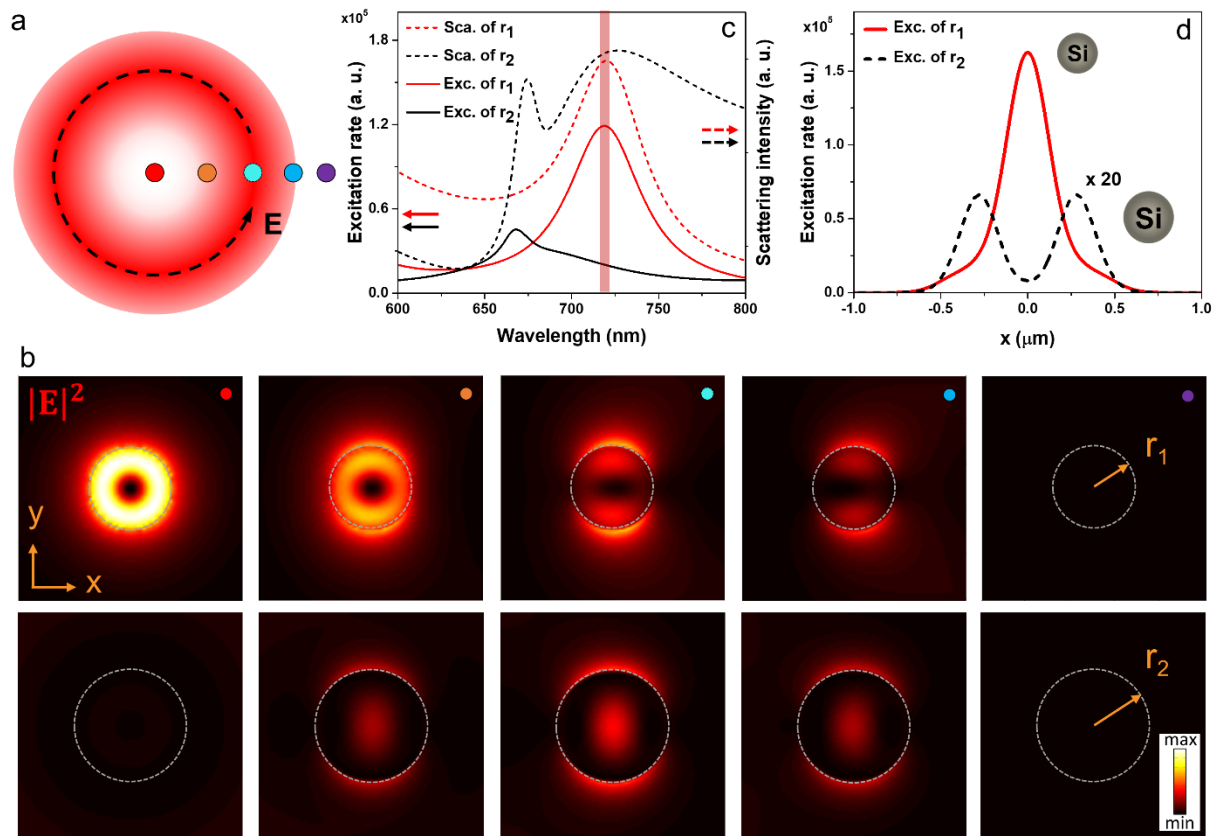 a
E
x10⁵
1.8
1.2
0.6
0.0
Excitation rate (a. u.)
Sca. of r₁
Sca. of r₂
Exc. of r₁
Exc. of r₂
c
Scattering intensity (a. u.)
600
650
700
750
800
Wavelength (nm)
x10⁵
1.5
1.0
0.5
0.0
Excitation rate (a. u.)
Exc. of r₁
Exc. of r₂
d
Si
x 20
Si
-1.0
-0.5
0.0
0.5
1.0
x (μm)
b
|E|²
y
x
r₁
r₂
max
min